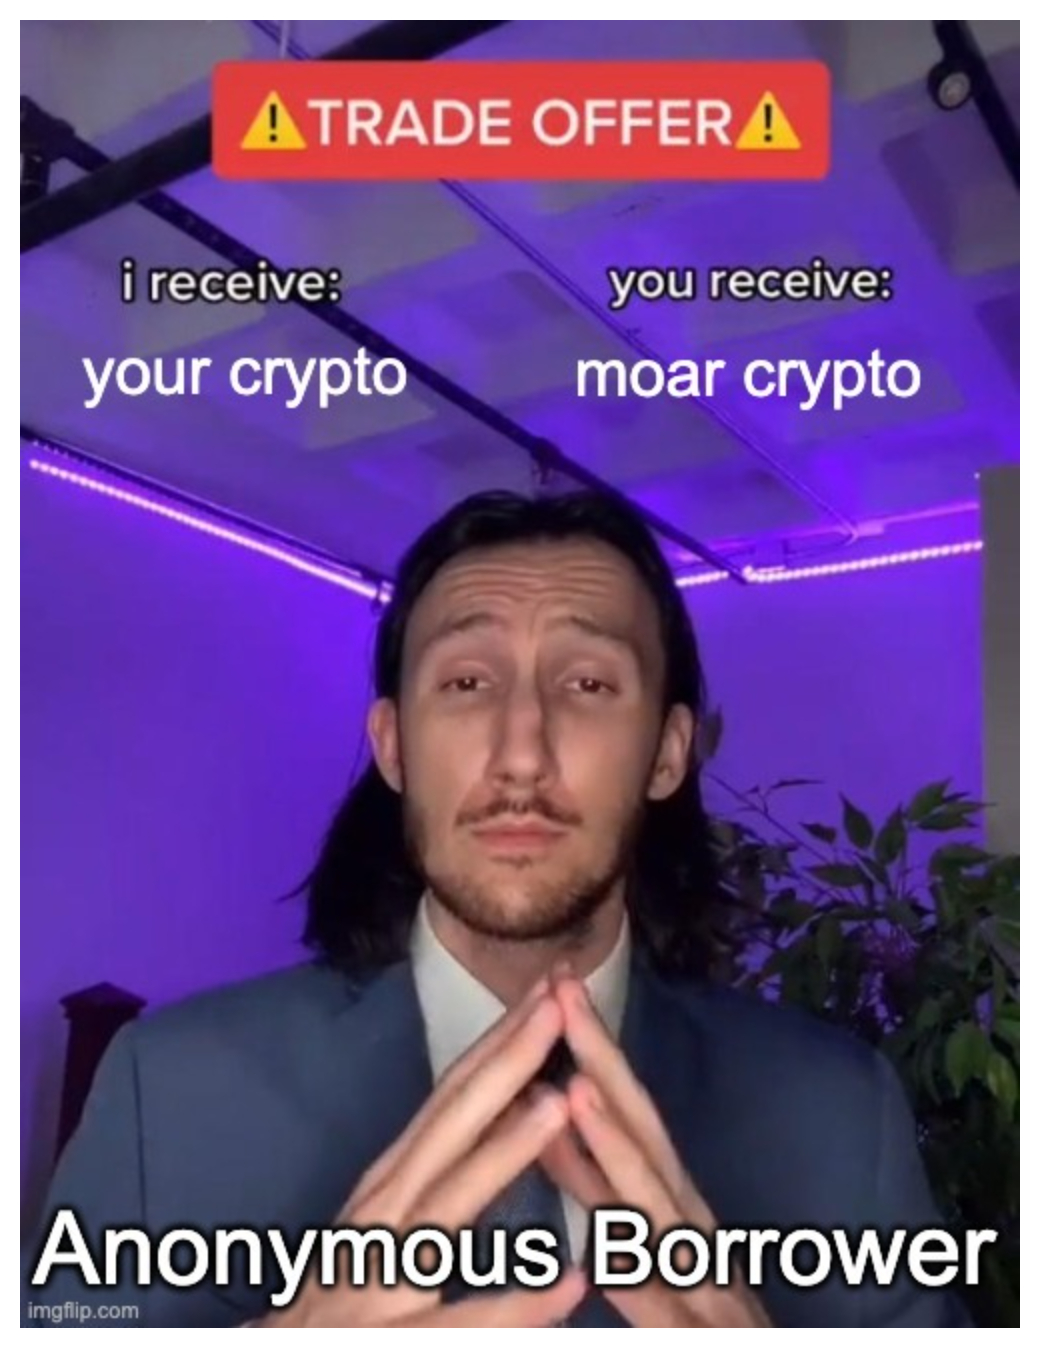 ⚠️TRADE OFFER⚠️
i receive:
you receive:
your crypto
moar crypto
Anonymous Borrower
imgflip.com